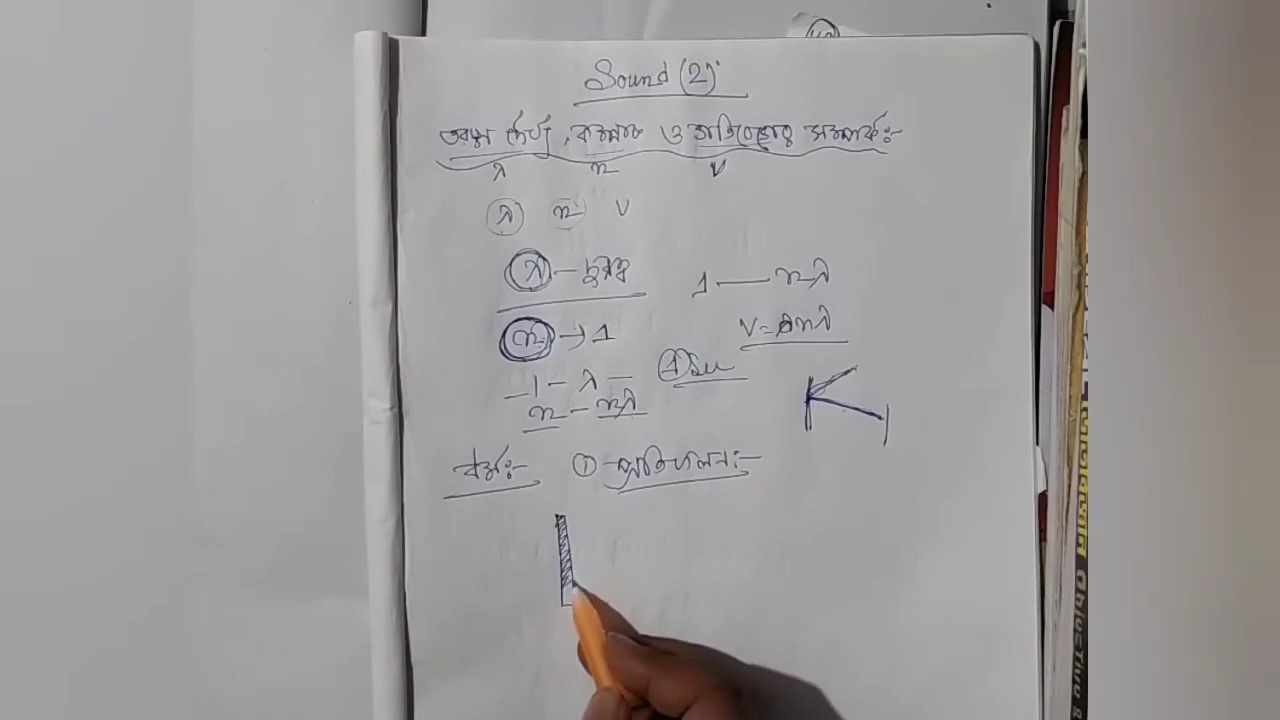 Sound (2)
তরঙ্গ দৈর্ঘ্য, কম্পাঙ্ক ও গতিবেগের সম্পর্ক:-
λ n v
λ n v
λ - দূরত্ব
1 — nλ
n → 1
v = nλ
1 - λ -
n - nλ
1 Sec
ধর্ম:- ① প্রতিফলন:-
OBJECTIVE